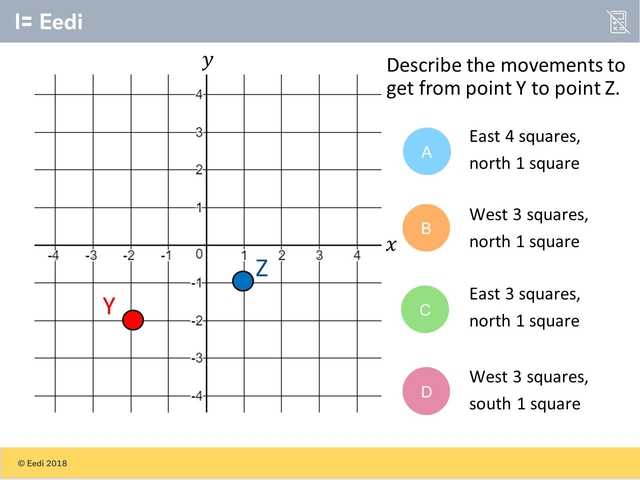 Eedi
Describe the movements to
get from point Y to point Z.
y
4
3
2
1
-4 -3 -2 -1 0 1 2 3 4 x
Z
-1
Y
-2
-3
-4
A
East 4 squares,
north 1 square
B
West 3 squares,
north 1 square
C
East 3 squares,
north 1 square
D
West 3 squares,
south 1 square
© Eedi 2018